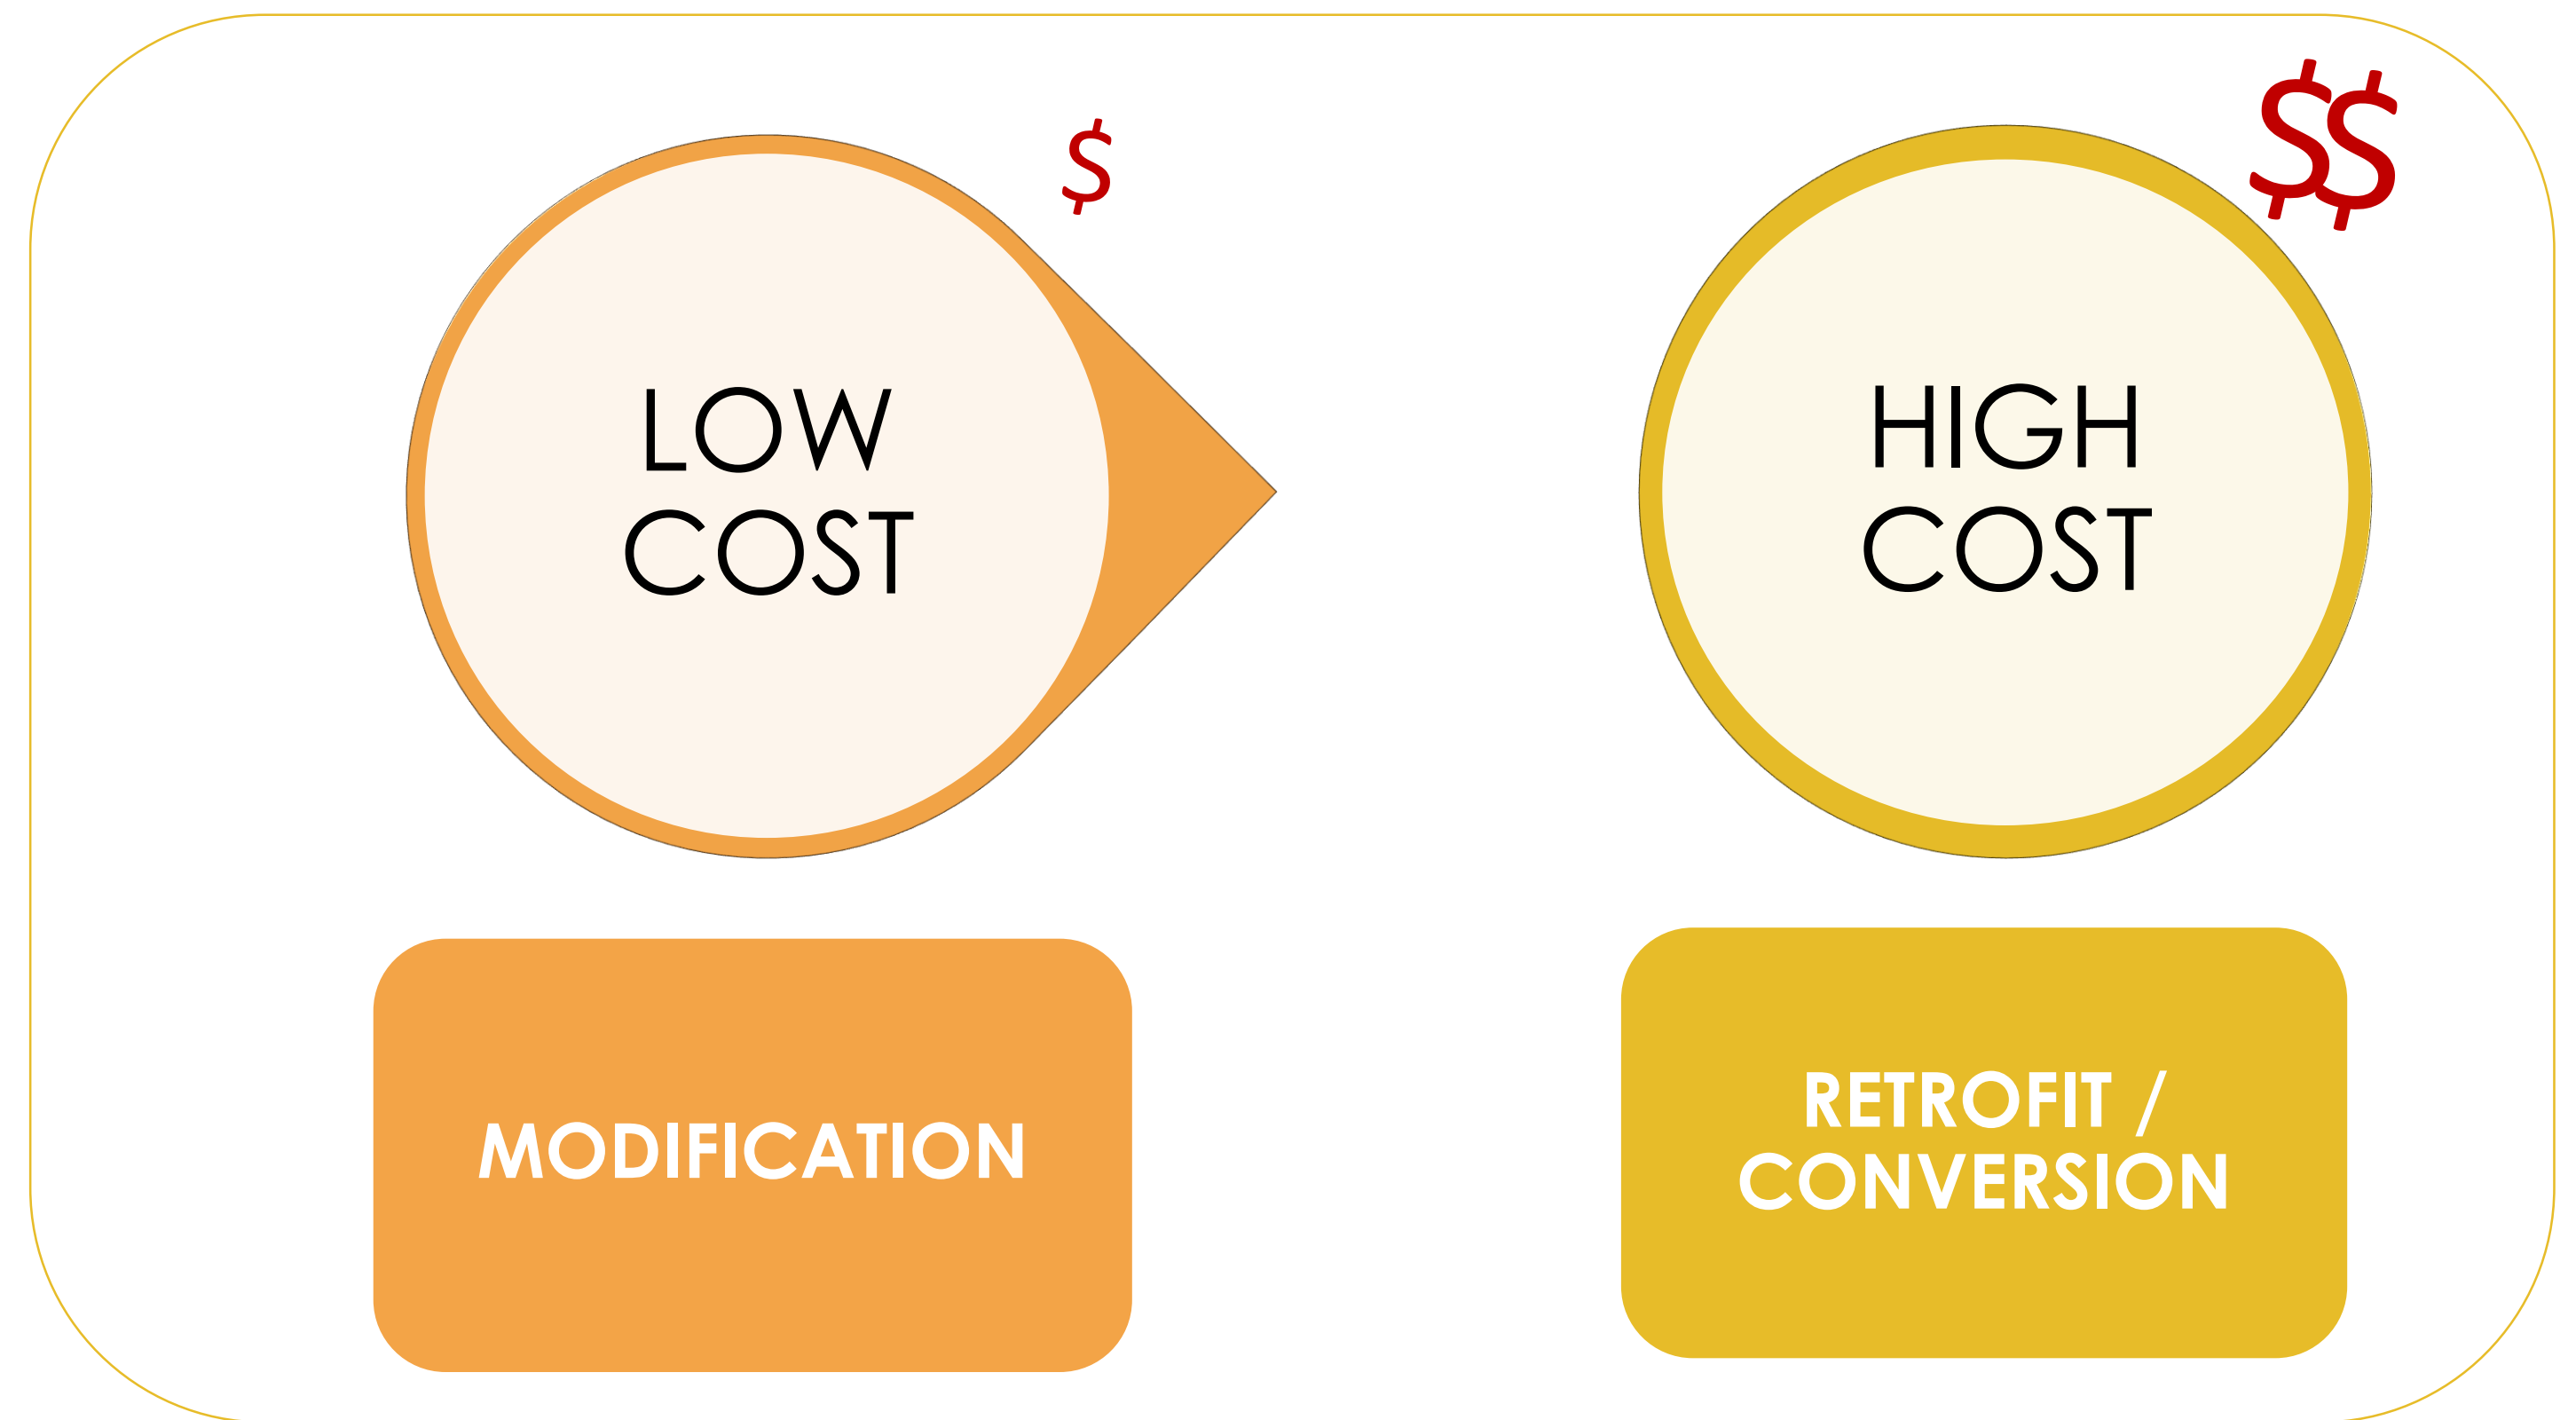 $
$$
LOW
COST
HIGH
COST
MODIFICATION
RETROFIT /
CONVERSION